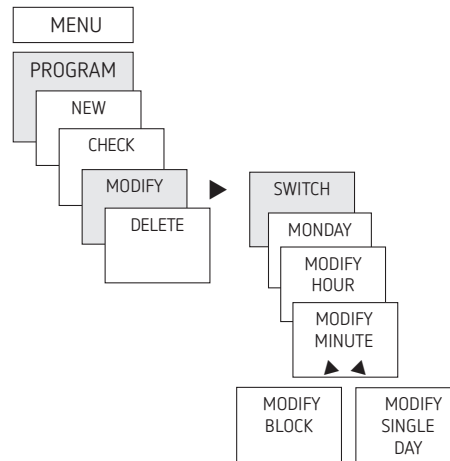 MENU
PROGRAM
NEW
CHECK
MODIFY
DELETE
SWITCH
MONDAY
MODIFY
HOUR
MODIFY
MINUTE
MODIFY
BLOCK
MODIFY
SINGLE
DAY